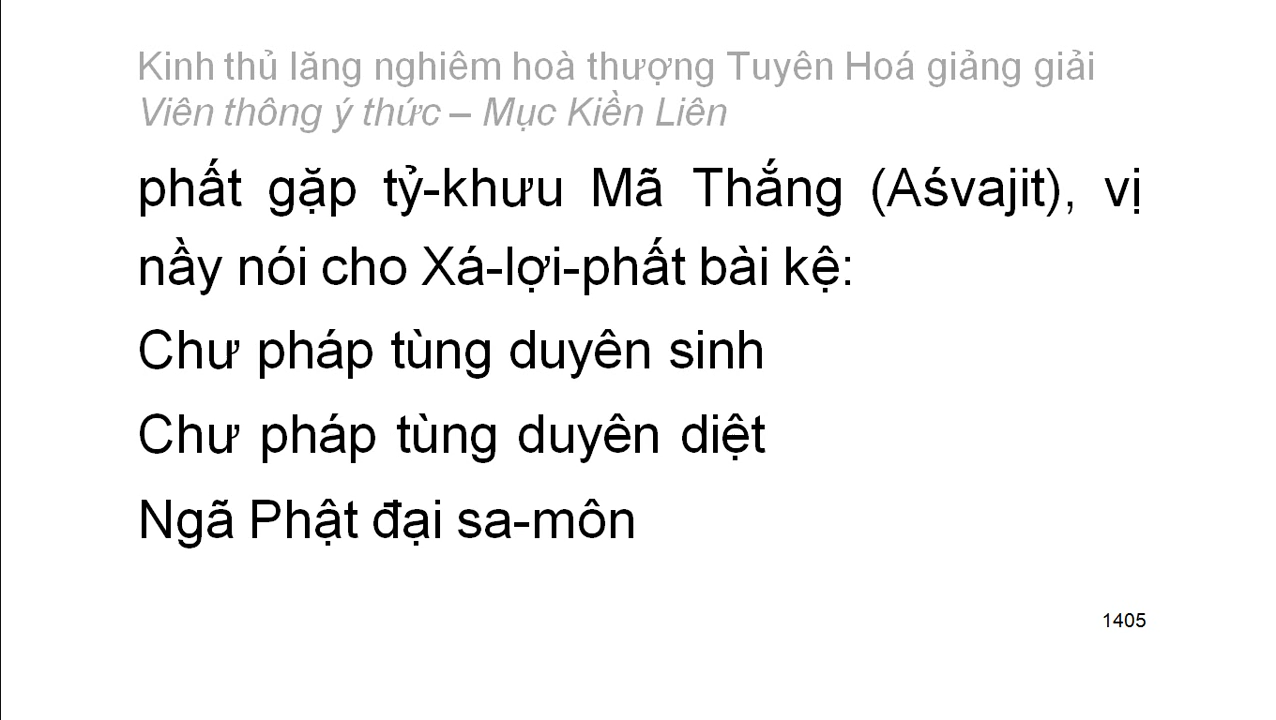 Kinh thủ lăng nghiêm hoà thượng Tuyên Hoá giảng giải
Viên thông ý thức – Mục Kiền Liên
phất gặp tỷ-khưu Mã Thắng (Aśvajit), vị
nầy nói cho Xá-lợi-phất bài kệ:
Chư pháp tùng duyên sinh
Chư pháp tùng duyên diệt
Ngã Phật đại sa-môn
1405